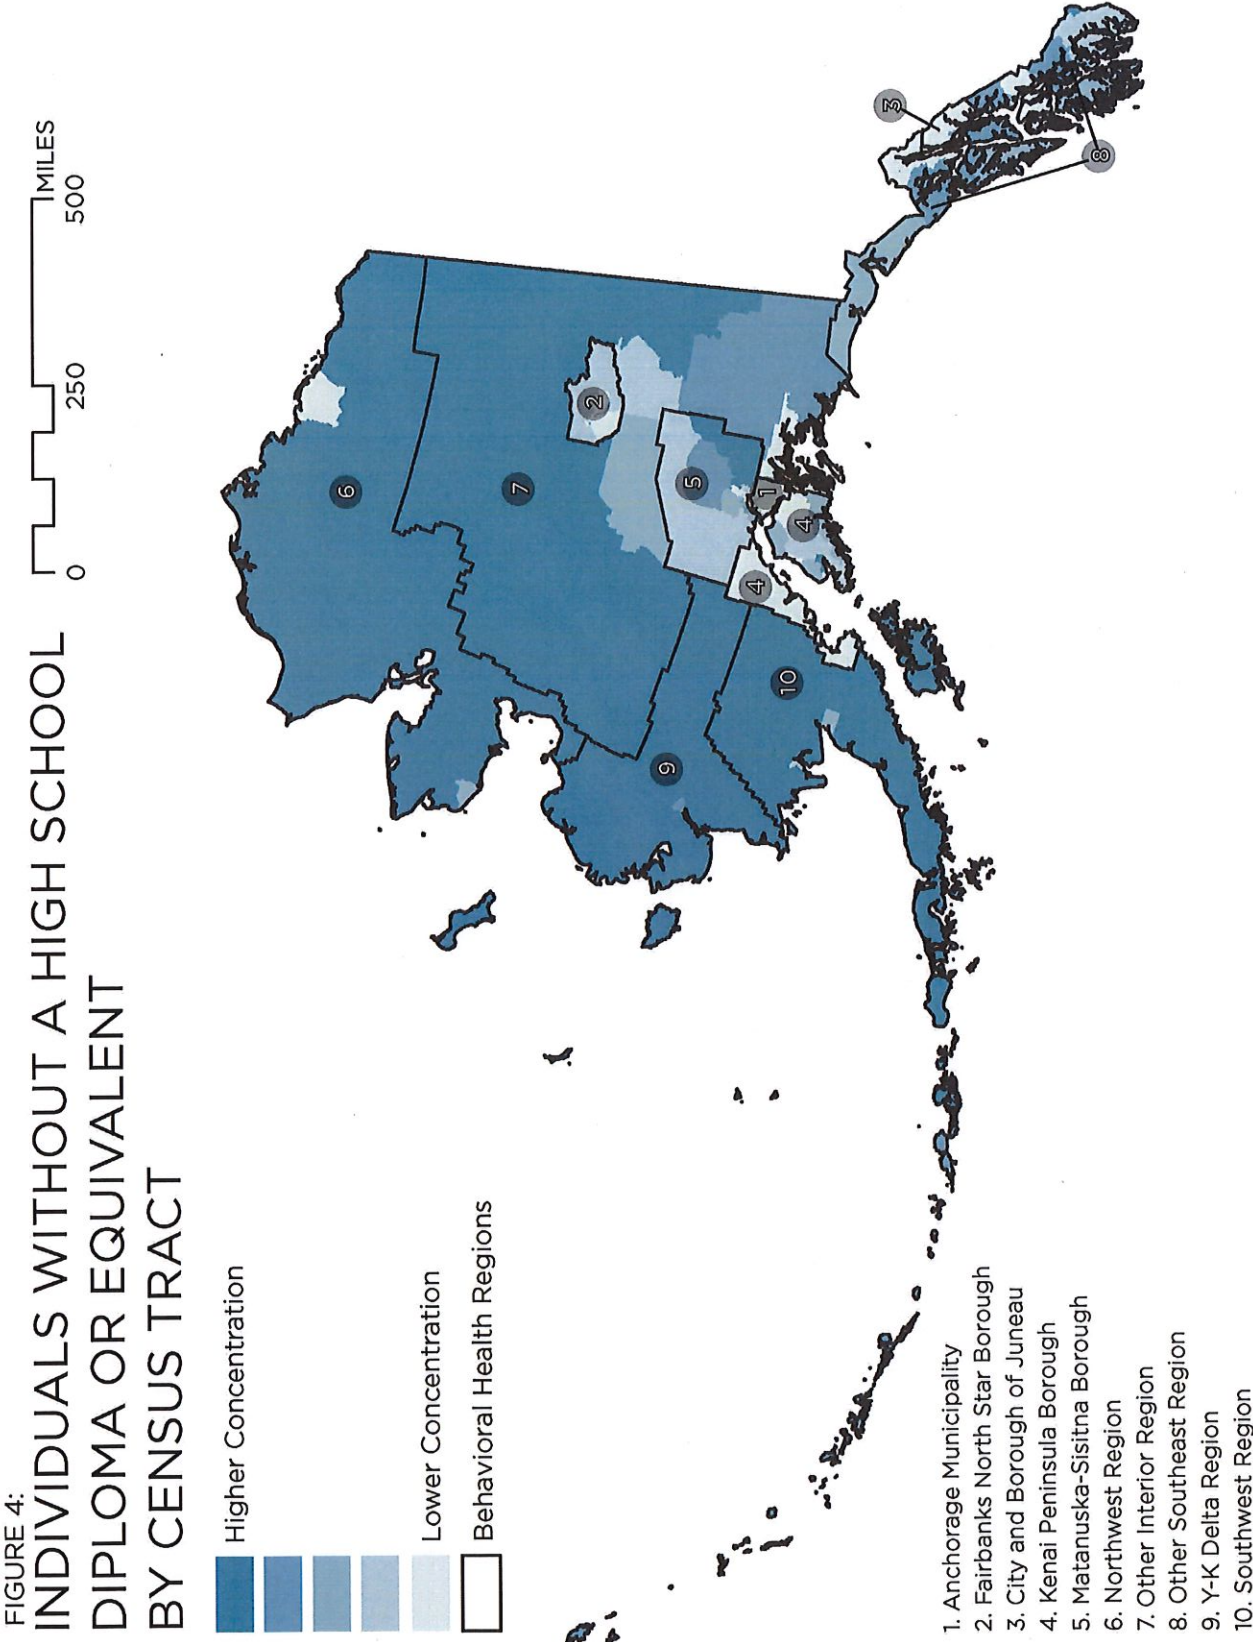 FIGURE 4:
INDIVIDUALS WITHOUT A HIGH SCHOOL
DIPLOMA OR EQUIVALENT
BY CENSUS TRACT
0 250 500 MILES
Higher Concentration
Lower Concentration
Behavioral Health Regions
6
7
2
5
1
4
4
10
9
3
8
1. Anchorage Municipality
2. Fairbanks North Star Borough
3. City and Borough of Juneau
4. Kenai Peninsula Borough
5. Matanuska-Sisitna Borough
6. Northwest Region
7. Other Interior Region
8. Other Southeast Region
9. Y-K Delta Region
10. Southwest Region